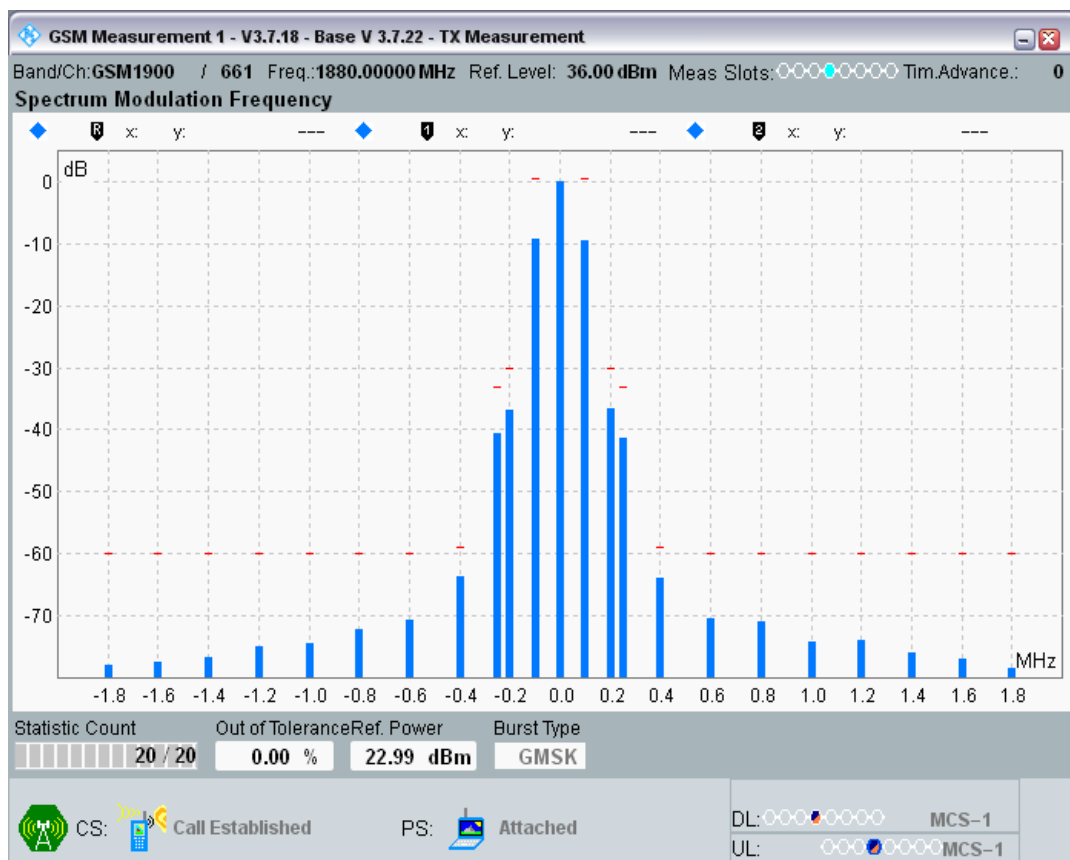 GSM Measurement 1 - V3.7.18 - Base V 3.7.22 - TX Measurement
Band/Ch:GSM1900 / 661 Freq.:1880.00000 MHz Ref. Level: 36.00 dBm Meas Slots: Tim.Advance.: 0
Spectrum Modulation Frequency
R x: y: --- 1 x: y: --- 2 x: y: ---
dB
0
-10
-20
-30
-40
-50
-60
-70
MHz
-1.8 -1.6 -1.4 -1.2 -1.0 -0.8 -0.6 -0.4 -0.2 0.0 0.2 0.4 0.6 0.8 1.0 1.2 1.4 1.6 1.8
Statistic Count Out of Tolerance Ref. Power Burst Type
20 / 20 0.00 % 22.99 dBm GMSK
CS: Call Established PS: Attached DL: MCS-1
UL: MCS-1